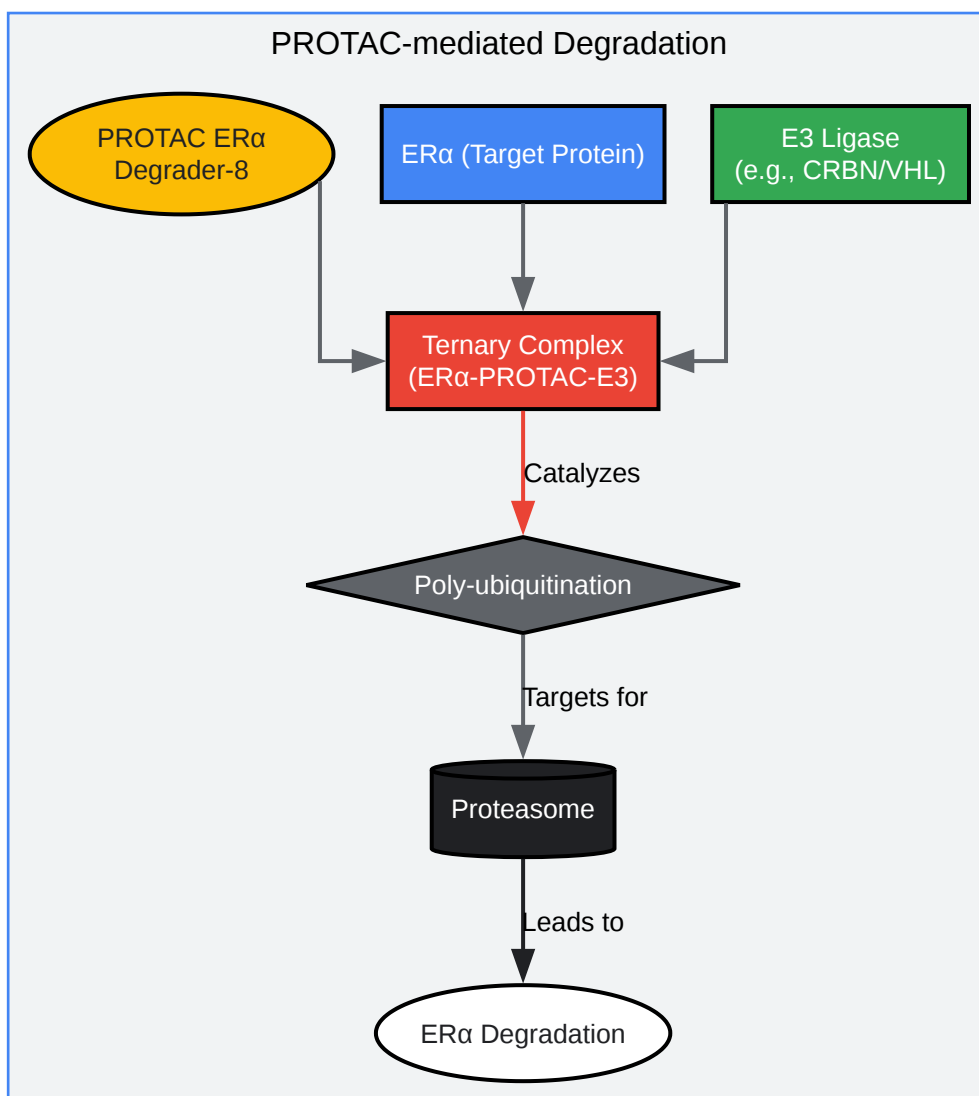 PROTAC-mediated Degradation
PROTAC ERα
Degrader-8
ERα (Target Protein)
E3 Ligase
(e.g., CRBN/VHL)
Ternary Complex
(ERα-PROTAC-E3)
Catalyzes
Poly-ubiquitination
Targets for
Proteasome
Leads to
ERα Degradation